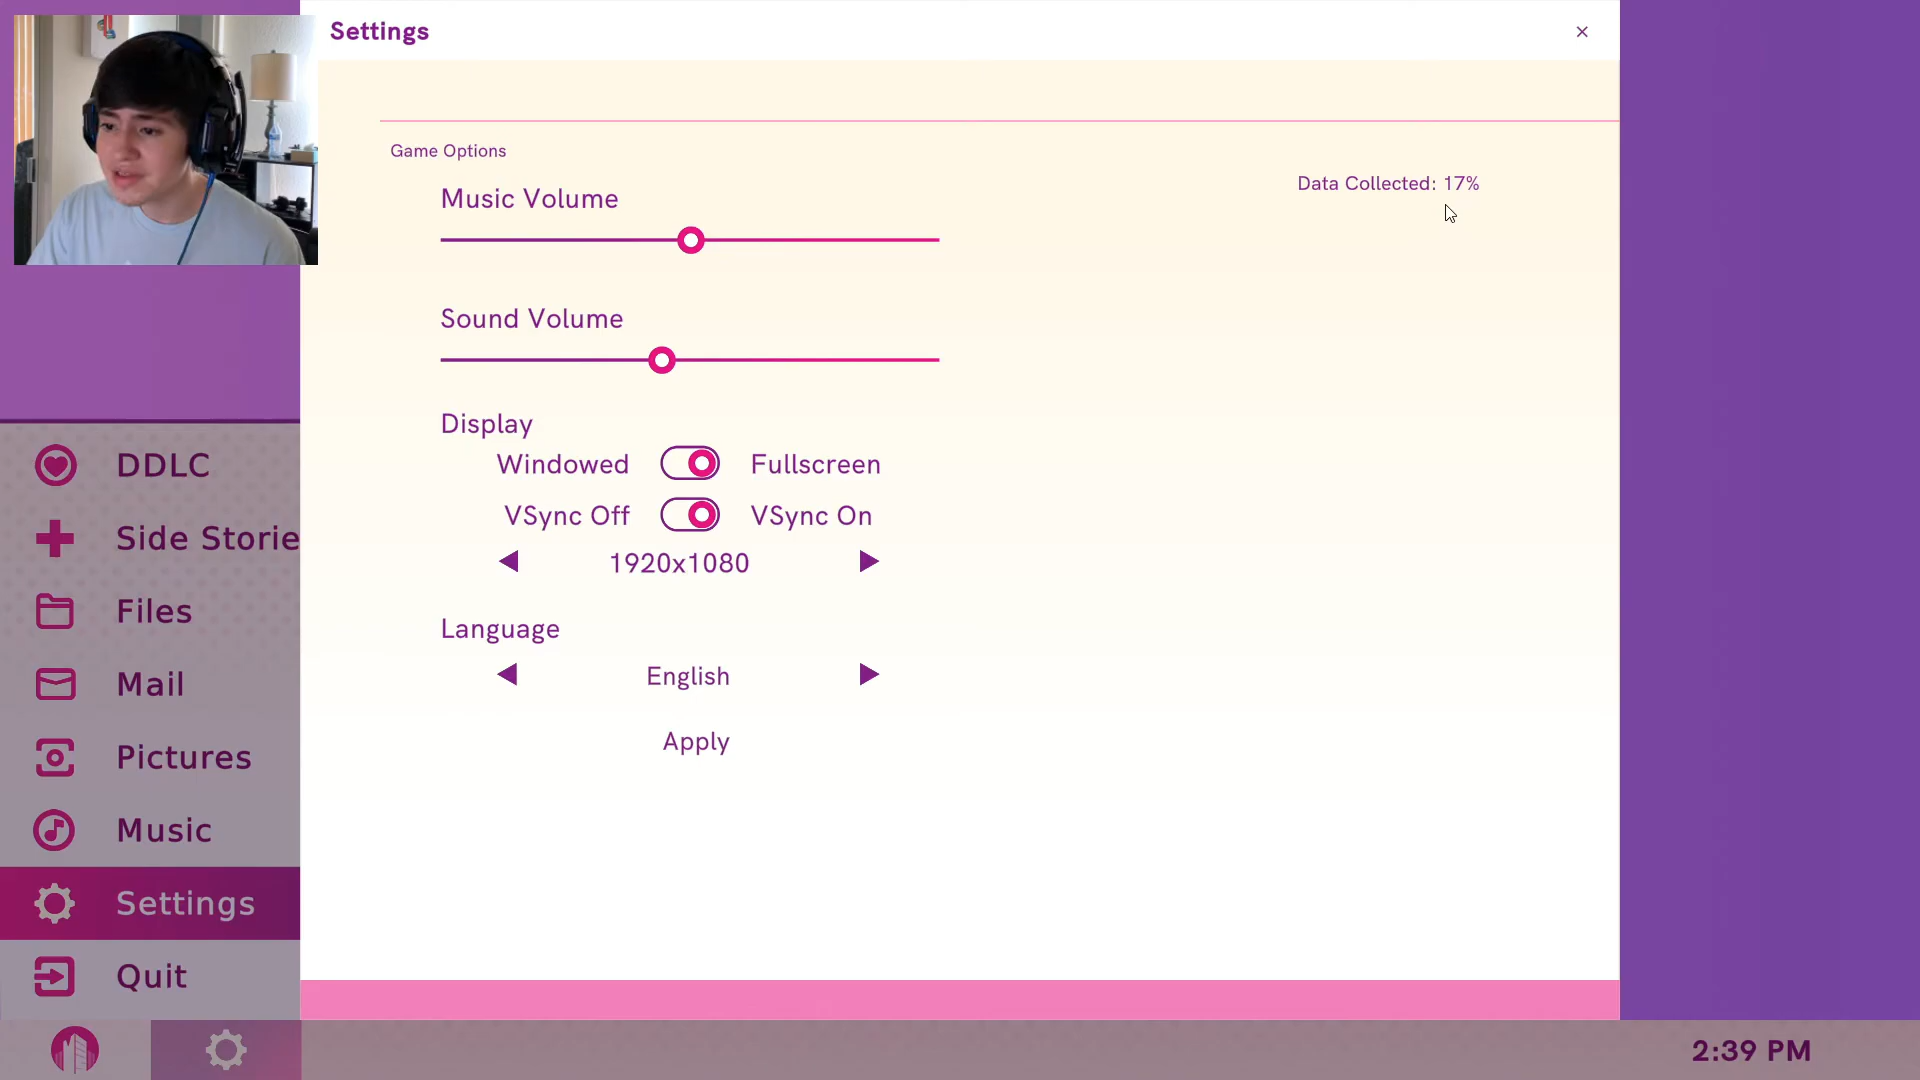 Settings
×
Game Options
Data Collected: 17%
Music Volume
Sound Volume
Display
Windowed
Fullscreen
VSync Off
VSync On
1920x1080
Language
English
Apply
DDLC
Side Storie
Files
Mail
Pictures
Music
Settings
Quit
2:39 PM